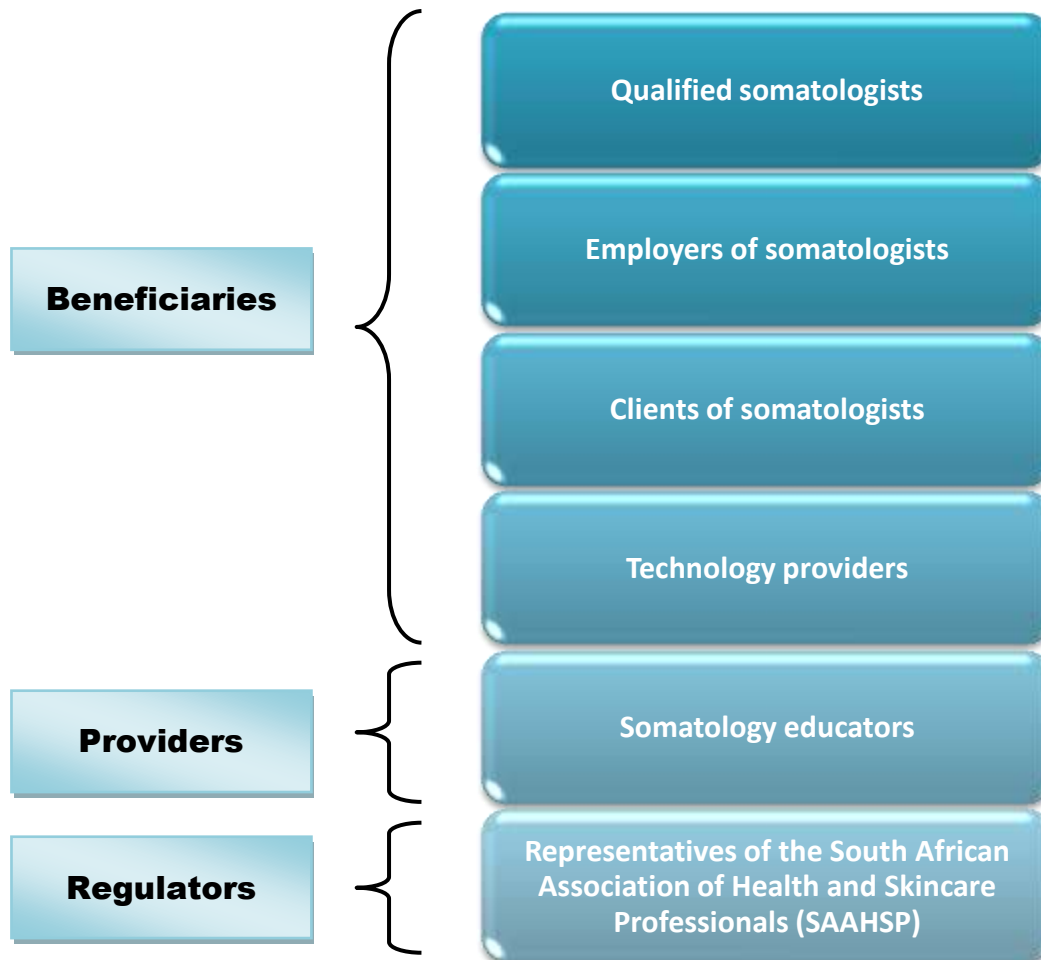 Beneficiaries
Qualified somatologists
Employers of somatologists
Clients of somatologists
Technology providers
Providers
Somatology educators
Regulators
Representatives of the South African
Association of Health and Skincare
Professionals (SAAHSP)